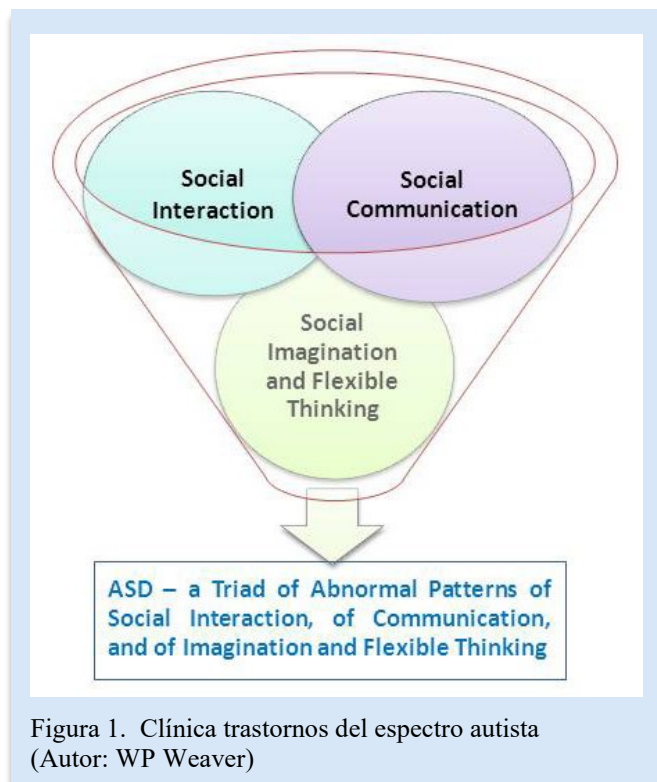 Social
Interaction
Social
Communication
Social
Imagination
and Flexible
Thinking
ASD – a Triad of Abnormal Patterns of
Social Interaction, of Communication,
and of Imagination and Flexible Thinking
Figura 1. Clínica trastornos del espectro autista
(Autor: WP Weaver)